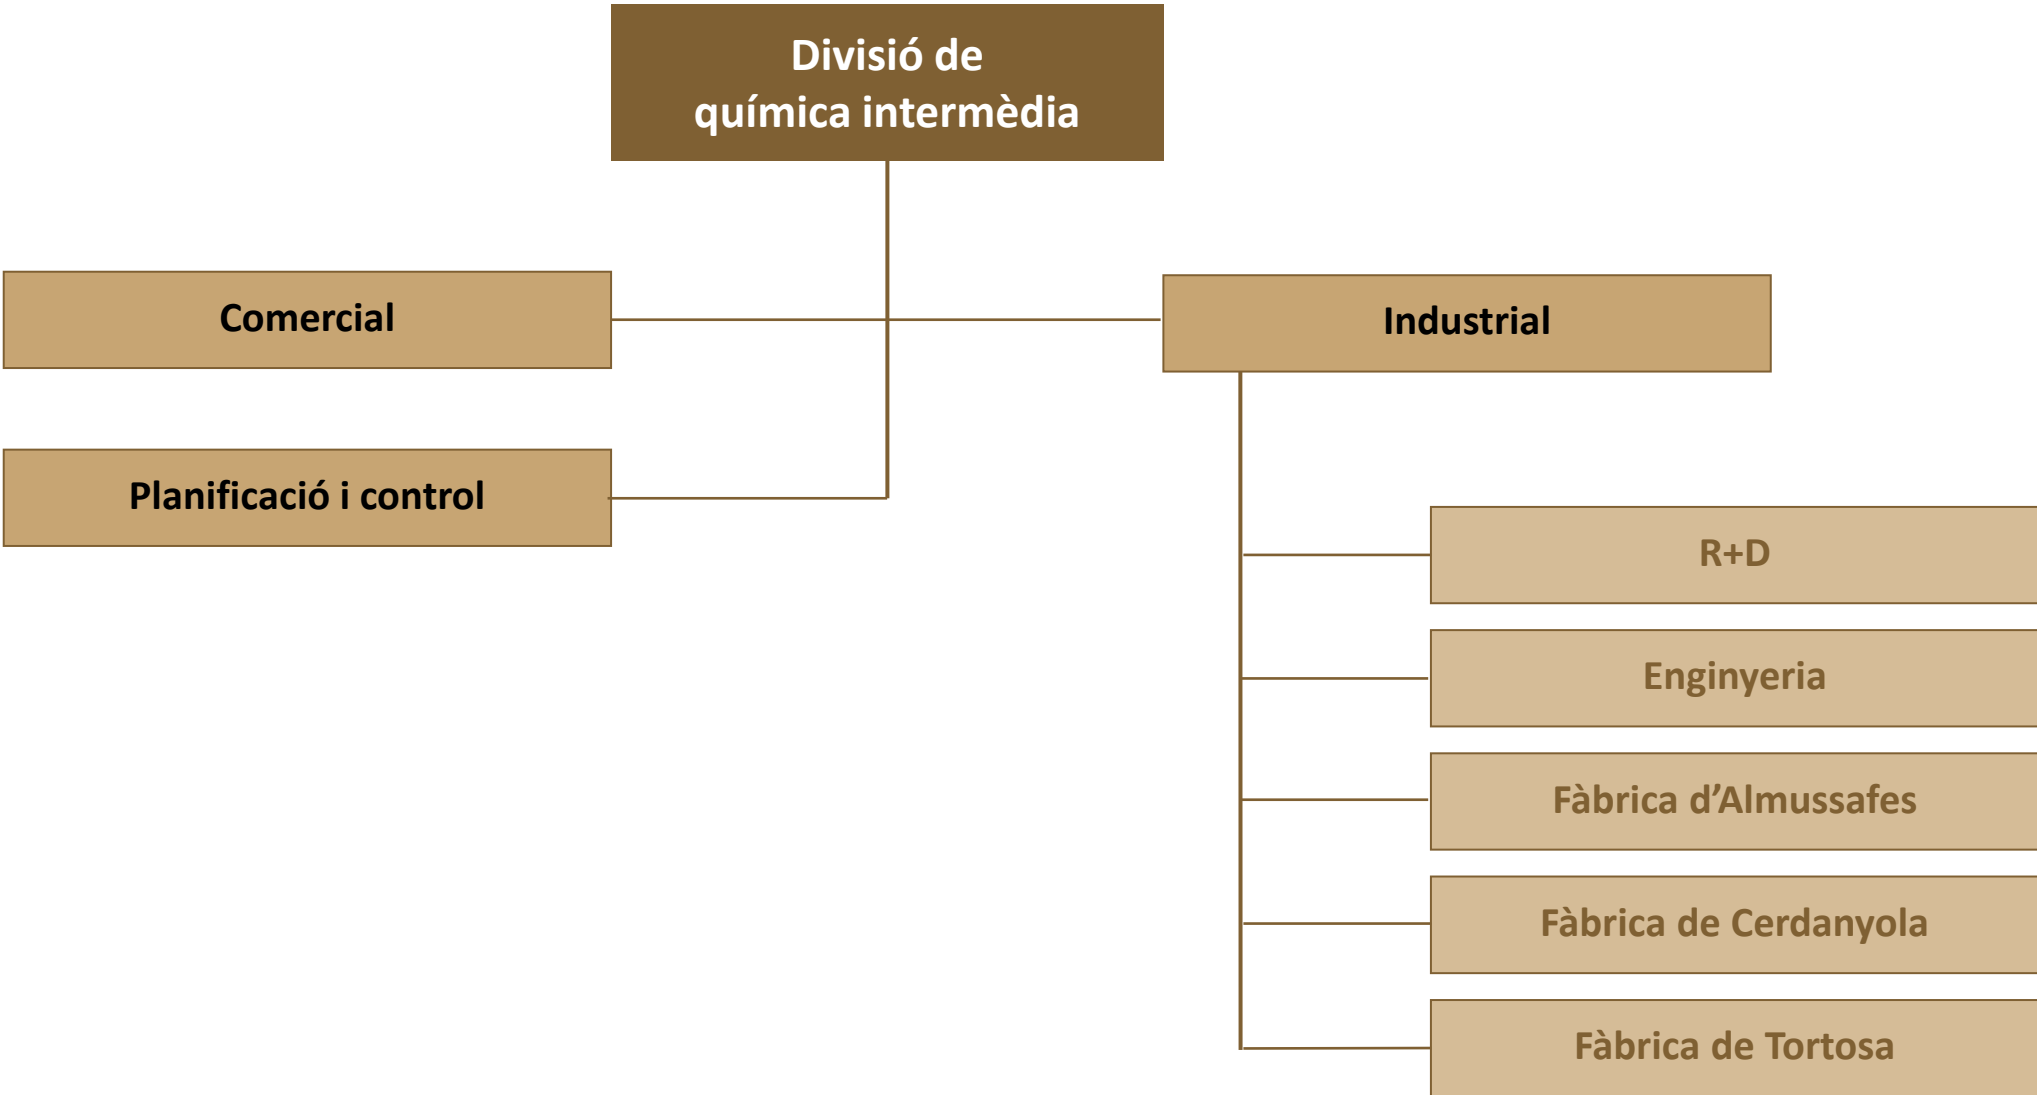 Divisió de
química intermèdia
Comercial
Industrial
Planificació i control
R+D
Enginyeria
Fàbrica d’Almussafes
Fàbrica de Cerdanyola
Fàbrica de Tortosa